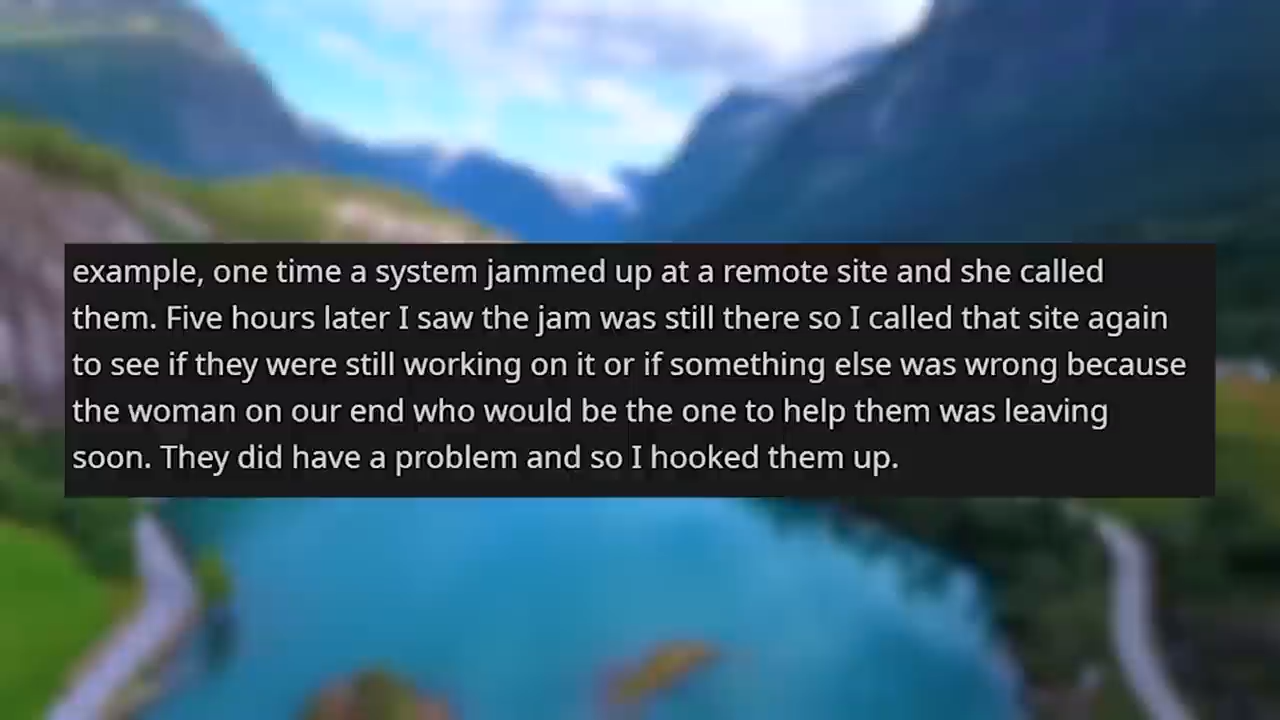 example, one time a system jammed up at a remote site and she called
them. Five hours later I saw the jam was still there so I called that site again
to see if they were still working on it or if something else was wrong because
the woman on our end who would be the one to help them was leaving
soon. They did have a problem and so I hooked them up.